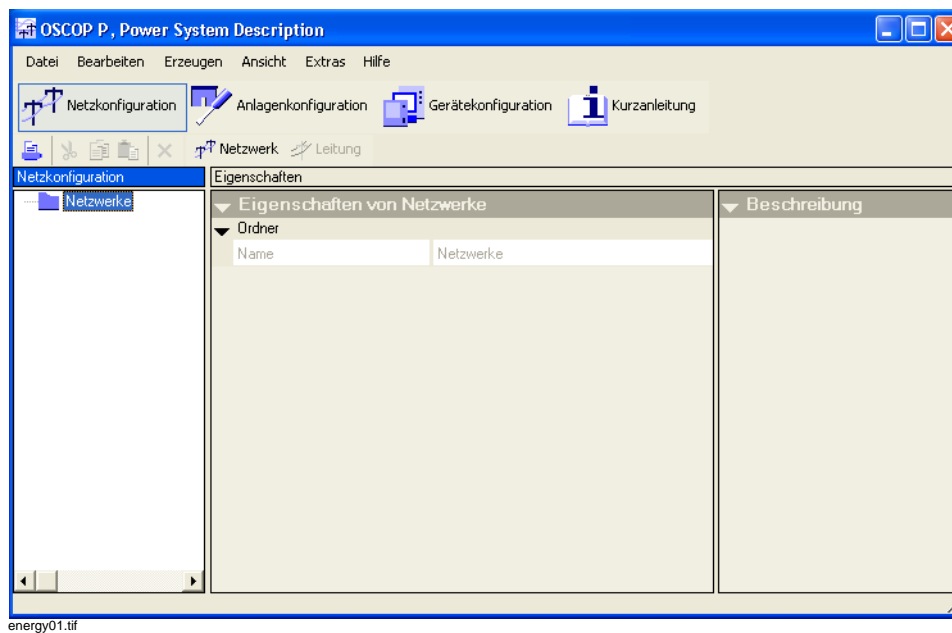 OSCOP P, Power System Description
Datei Bearbeiten Erzeugen Ansicht Extras Hilfe
Netzkonfiguration Anlagenkonfiguration Gerätekonfiguration Kurzanleitung
Netzwerk Leitung
Netzkonfiguration Eigenschaften
Netzwerke Eigenschaften von Netzwerke Beschreibung
Ordner
Name Netzwerke
energy01.tif